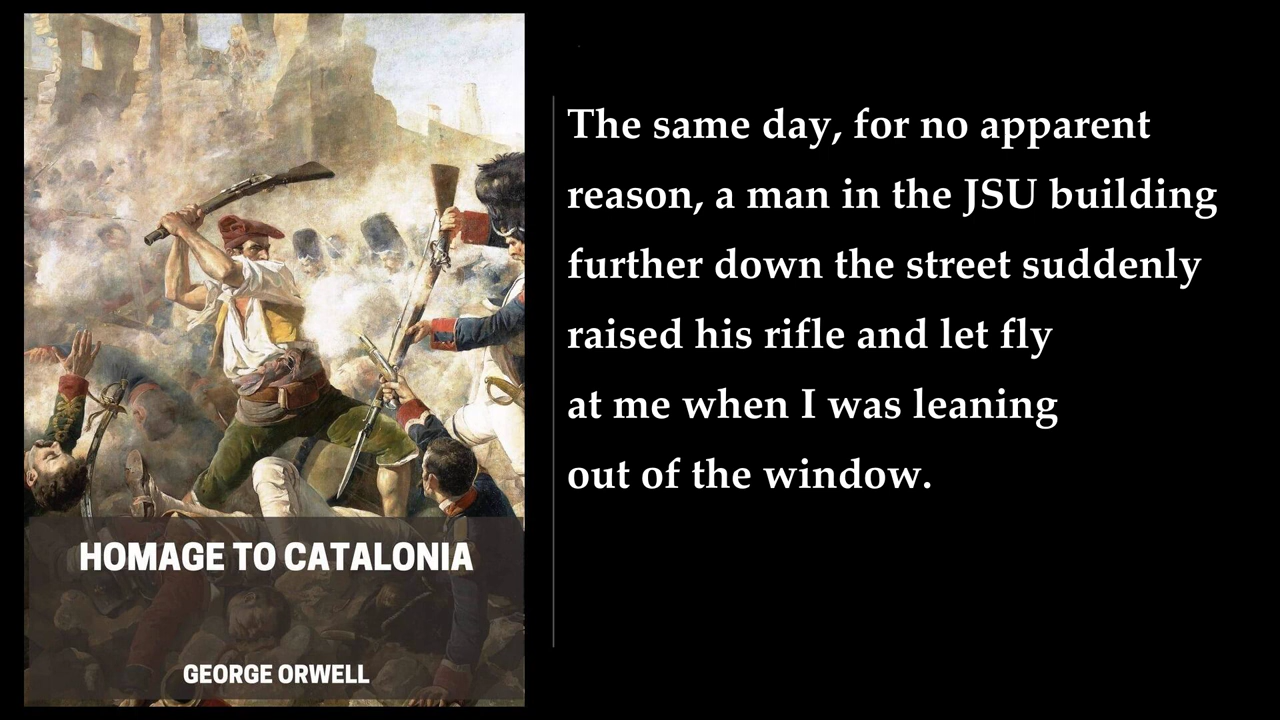 HOMAGE TO CATALONIA
GEORGE ORWELL
The same day, for no apparent
reason, a man in the JSU building
further down the street suddenly
raised his rifle and let fly
at me when I was leaning
out of the window.